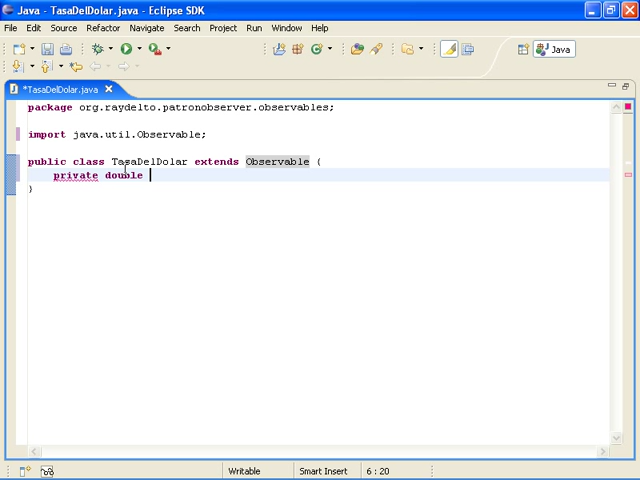 Java - TasaDelDolar.java - Eclipse SDK
File Edit Source Refactor Navigate Search Project Run Window Help
Java
*TasaDelDolar.java
package org.raydelto.patronobserver.observables;
import java.util.Observable;
public class TasaDelDolar extends Observable {
private double
}
Writable Smart Insert 6 : 20